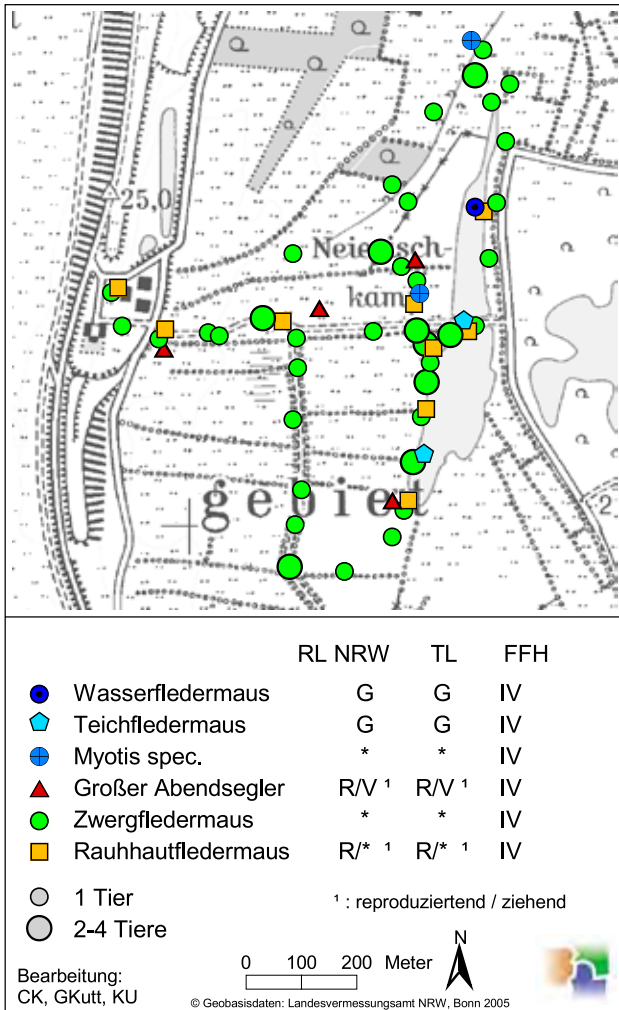 25,0
Neierisch-
kamp
gebiet
2
RL NRW TL FFH
Wasserfledermaus G G IV
Teichfledermaus G G IV
Myotis spec. * * IV
Großer Abendsegler R/V ¹ R/V ¹ IV
Zwergfledermaus * * IV
Rauhhautfledermaus R/* ¹ R/* ¹ IV
1 Tier
¹ : reproduziertend / ziehend
2-4 Tiere
N
0 100 200 Meter
Bearbeitung:
CK, GKutt, KU
© Geobasisdaten: Landesvermessungsamt NRW, Bonn 2005